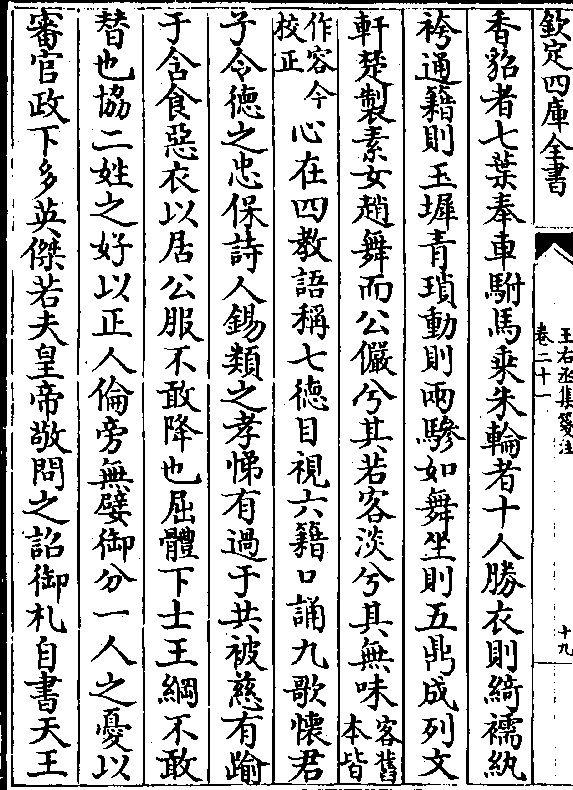 欽定四庫全書
王右丞集箋注
卷二十一
十九
香貂者七葉奉車駙馬乘朱輪者十人勝衣則綺襦紈
袴通籍則玉墀青瑣動則兩驂如舞坐則五鼎成列文
軒楚製素女趙舞而公儼兮其若客淡兮其無味客舊本皆
作容今校正心在四教語稱七德目視六籍口誦九歌懷君
子令德之忠保詩人錫類之孝悌有過于共被慈有踰
于含食惡衣以居公服不敢降也屈體下士王綱不敢
替也協二姓之好以正人倫旁無嬖御分一人之憂以
審官政下多英傑若夫皇帝敬問之詔御札自書天王